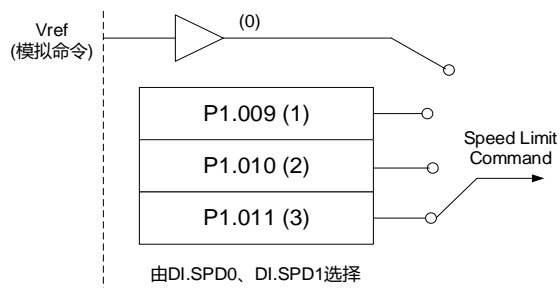 Vref
(模拟命令)
(0)
P1.009 (1)
P1.010 (2)
P1.011 (3)
Speed Limit
Command
由DI.SPD0、DI.SPD1选择